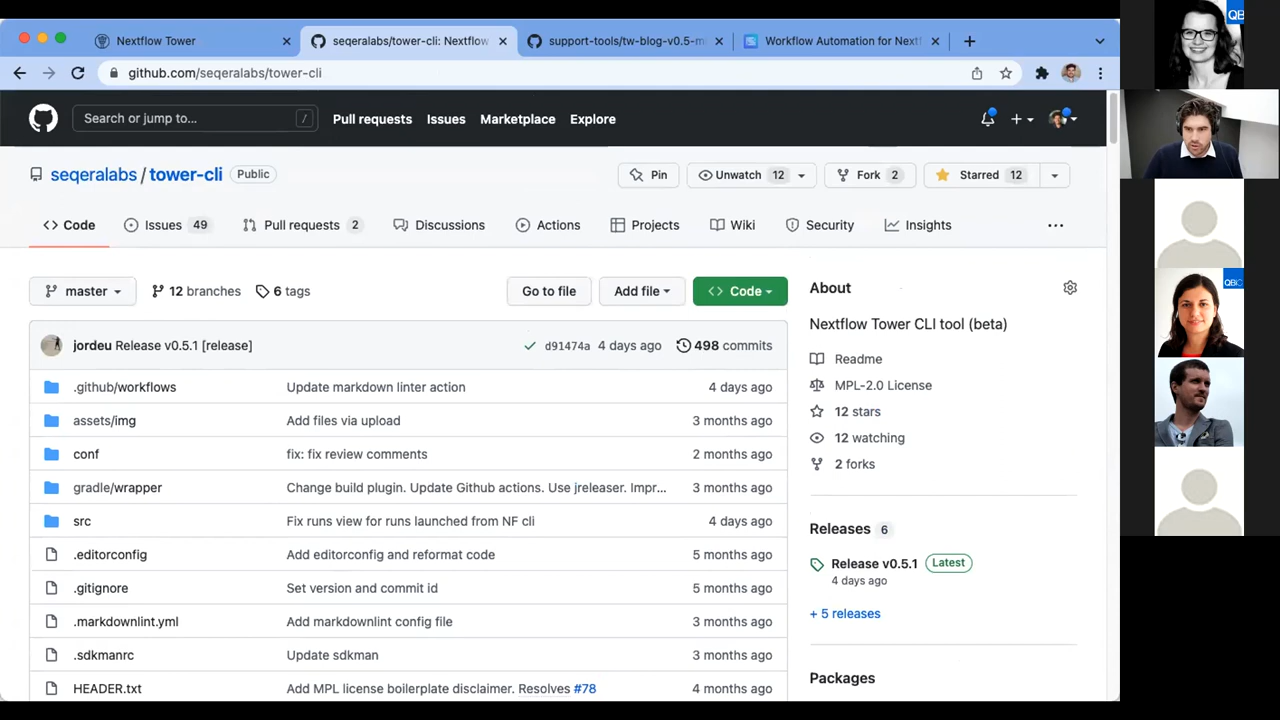 Nextflow Tower
seqeralabs/tower-cli: Nextflow
support-tools/tw-blog-v0.5-m
Workflow Automation for Nextf
github.com/seqeralabs/tower-cli
Search or jump to...
/
Pull requests
Issues
Marketplace
Explore
seqeralabs / tower-cli
Public
Pin
Unwatch 12
Fork 2
Starred 12
Code
Issues 49
Pull requests 2
Discussions
Actions
Projects
Wiki
Security
Insights
master
12 branches
6 tags
Go to file
Add file
Code
jordeu Release v0.5.1 [release]
d91474a 4 days ago
498 commits
.github/workflows Update markdown linter action 4 days ago
assets/img Add files via upload 3 months ago
conf fix: fix review comments 2 months ago
gradle/wrapper Change build plugin. Update Github actions. Use jreleaser. Impr... 3 months ago
src Fix runs view for runs launched from NF cli 4 days ago
.editorconfig Add editorconfig and reformat code 5 months ago
.gitignore Set version and commit id 5 months ago
.markdownlint.yml Add markdownlint config file 3 months ago
.sdkmanrc Update sdkman 3 months ago
HEADER.txt Add MPL license boilerplate disclaimer. Resolves #78 4 months ago
About
Nextflow Tower CLI tool (beta)
Readme
MPL-2.0 License
12 stars
12 watching
2 forks
Releases 6
Release v0.5.1 Latest
4 days ago
+ 5 releases
Packages
QBiC